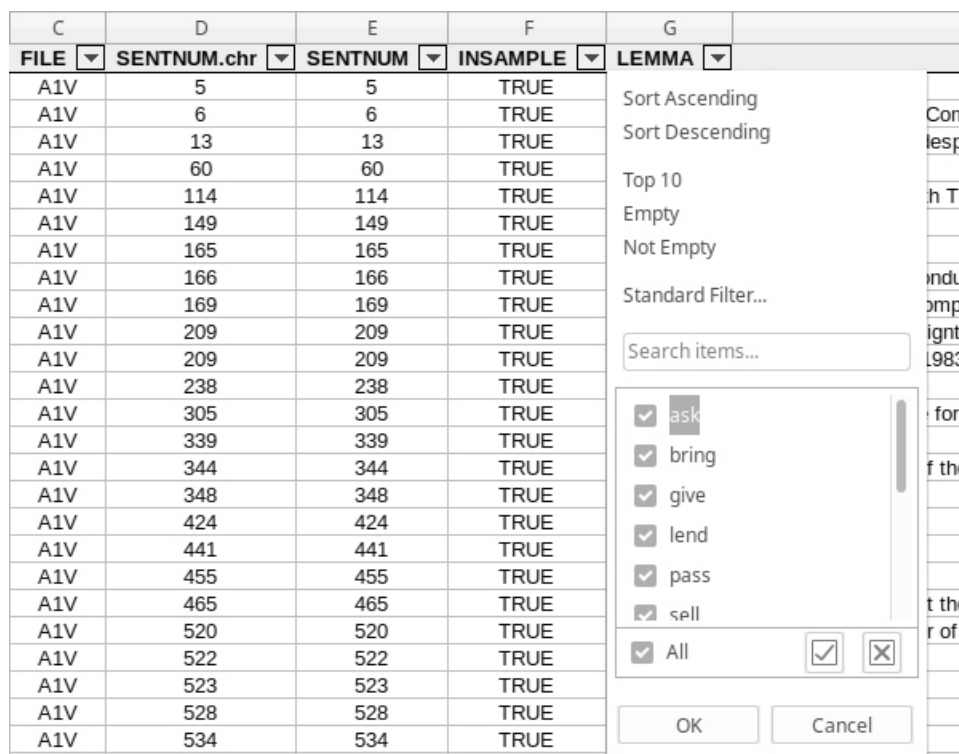 C D E F G
FILE SENTNUM.chr SENTNUM INSAMPLE LEMMA
A1V 5 5 TRUE
A1V 6 6 TRUE
A1V 13 13 TRUE
A1V 60 60 TRUE
A1V 114 114 TRUE
A1V 149 149 TRUE
A1V 165 165 TRUE
A1V 166 166 TRUE
A1V 169 169 TRUE
A1V 209 209 TRUE
A1V 209 209 TRUE
A1V 238 238 TRUE
A1V 305 305 TRUE
A1V 339 339 TRUE
A1V 344 344 TRUE
A1V 348 348 TRUE
A1V 424 424 TRUE
A1V 441 441 TRUE
A1V 455 455 TRUE
A1V 465 465 TRUE
A1V 520 520 TRUE
A1V 522 522 TRUE
A1V 523 523 TRUE
A1V 528 528 TRUE
A1V 534 534 TRUE
Sort Ascending
Sort Descending
Top 10
Empty
Not Empty
Standard Filter...
Search items...
ask
bring
give
lend
pass
sell
All
OK Cancel